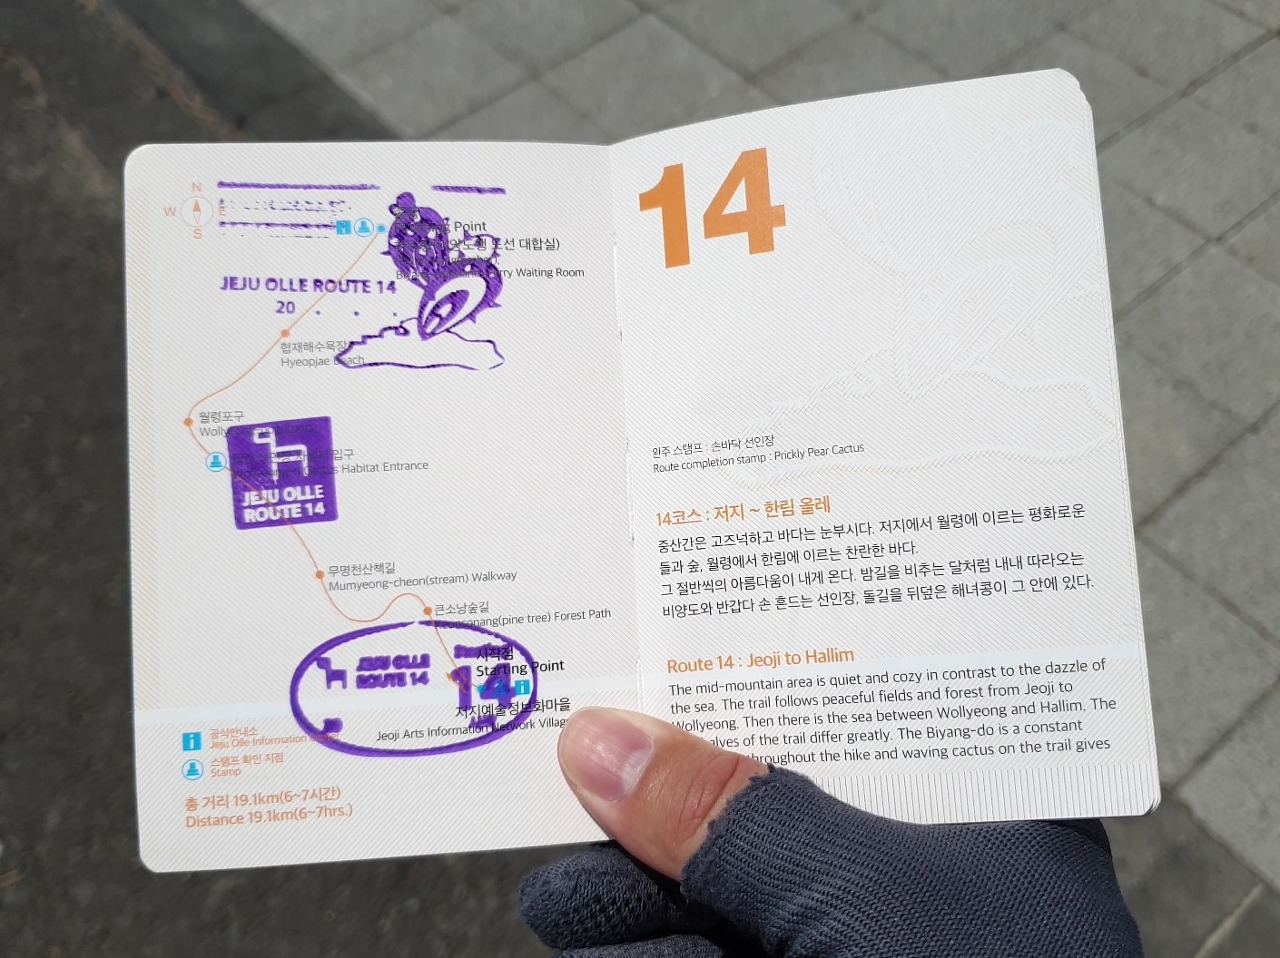 N
W
E
S
Point
대합실)
Waiting Room
JEJU OLLE ROUTE 14
20 . . .
협재해수욕장
Hyeopjae Beach
월령포구
입구
Habitat Entrance
JEJU OLLE
ROUTE 14
무명천산책길
Mumyeong-cheon(stream) Walkway
큰소낭숲길
(pine tree) Forest Path
JEJU OLLE
ROUTE 14
14
시작점
Starting Point
저지예술정보화마을
Jeoji Arts Information Network Village
공식안내소
Jeju Olle Information
스탬프 확인 지점
Stamp
총 거리 19.1km(6~7시간)
Distance 19.1km(6~7hrs.)
14
완주 스탬프 : 손바닥 선인장
Route completion stamp : Prickly Pear Cactus
14코스 : 저지 ~ 한림 올레
중산간은 고즈넉하고 바다는 눈부시다. 저지에서 월령에 이르는 평화로운
들과 숲, 월령에서 한림에 이르는 찬란한 바다.
그 절반씩의 아름다움이 내게 온다. 밤길을 비추는 달처럼 내내 따라오는
비양도와 반갑다 손 흔드는 선인장, 돌길을 뒤덮은 해녀콩이 그 안에 있다.
Route 14 : Jeoji to Hallim
The mid-mountain area is quiet and cozy in contrast to the dazzle of
the sea. The trail follows peaceful fields and forest from Jeoji to
Wollyeong. Then there is the sea between Wollyeong and Hallim. The
of the trail differ greatly. The Biyang-do is a constant
throughout the hike and waving cactus on the trail gives